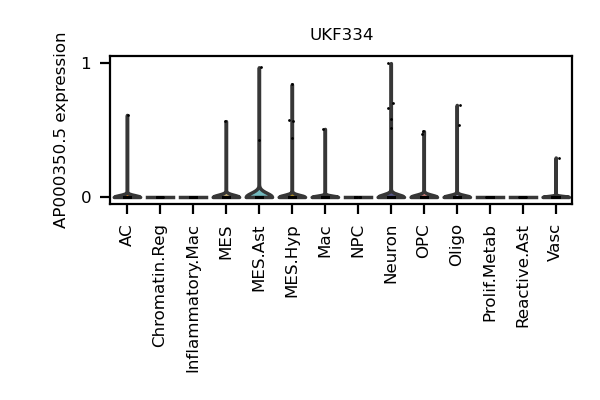 UKF334
AP000350.5 expression
1
0
AC
Chromatin.Reg
Inflammatory.Mac
MES
MES.Ast
MES.Hyp
Mac
NPC
Neuron
OPC
Oligo
Prolif.Metab
Reactive.Ast
Vasc